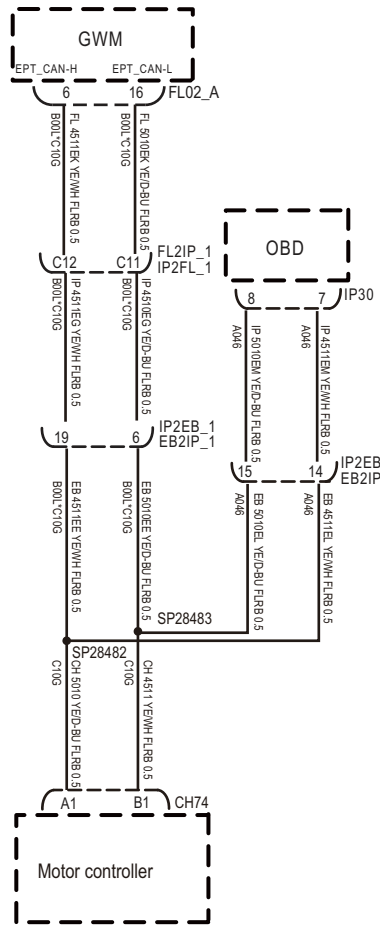 GWM
EPT_CAN-H EPT_CAN-L
6 16 FL02_A
B00L*C10G
FL 4511EK YE/WH FLRB 0.5
B00L*C10G
FL 5010EK YE/D-BU FLRB 0.5
C12 C11 FL2IP_1
IP2FL_1
B00L*C10G
IP 4511EG YE/WH FLRB 0.5
B00L*C10G
IP 4510EG YE/D-BU FLRB 0.5
OBD
8 7 IP30
A046
IP 5010EM YE/D-BU FLRB 0.5
A046
IP 4511EM YE/WH FLRB 0.5
19 6 IP2EB_1
EB2IP_1
15 14 IP2EB
EB2IP
B00L*C10G
EB 4511EE YE/WH FLRB 0.5
B00L*C10G
EB 5010EE YE/D-BU FLRB 0.5
A046
EB 5010EL YE/D-BU FLRB 0.5
A046
EB 4511EL YE/WH FLRB 0.5
SP28483
SP28482
C10G
CH 5010 YE/D-BU FLRB 0.5
C10G
CH 4511 YE/WH FLRB 0.5
A1 B1 CH74
Motor controller